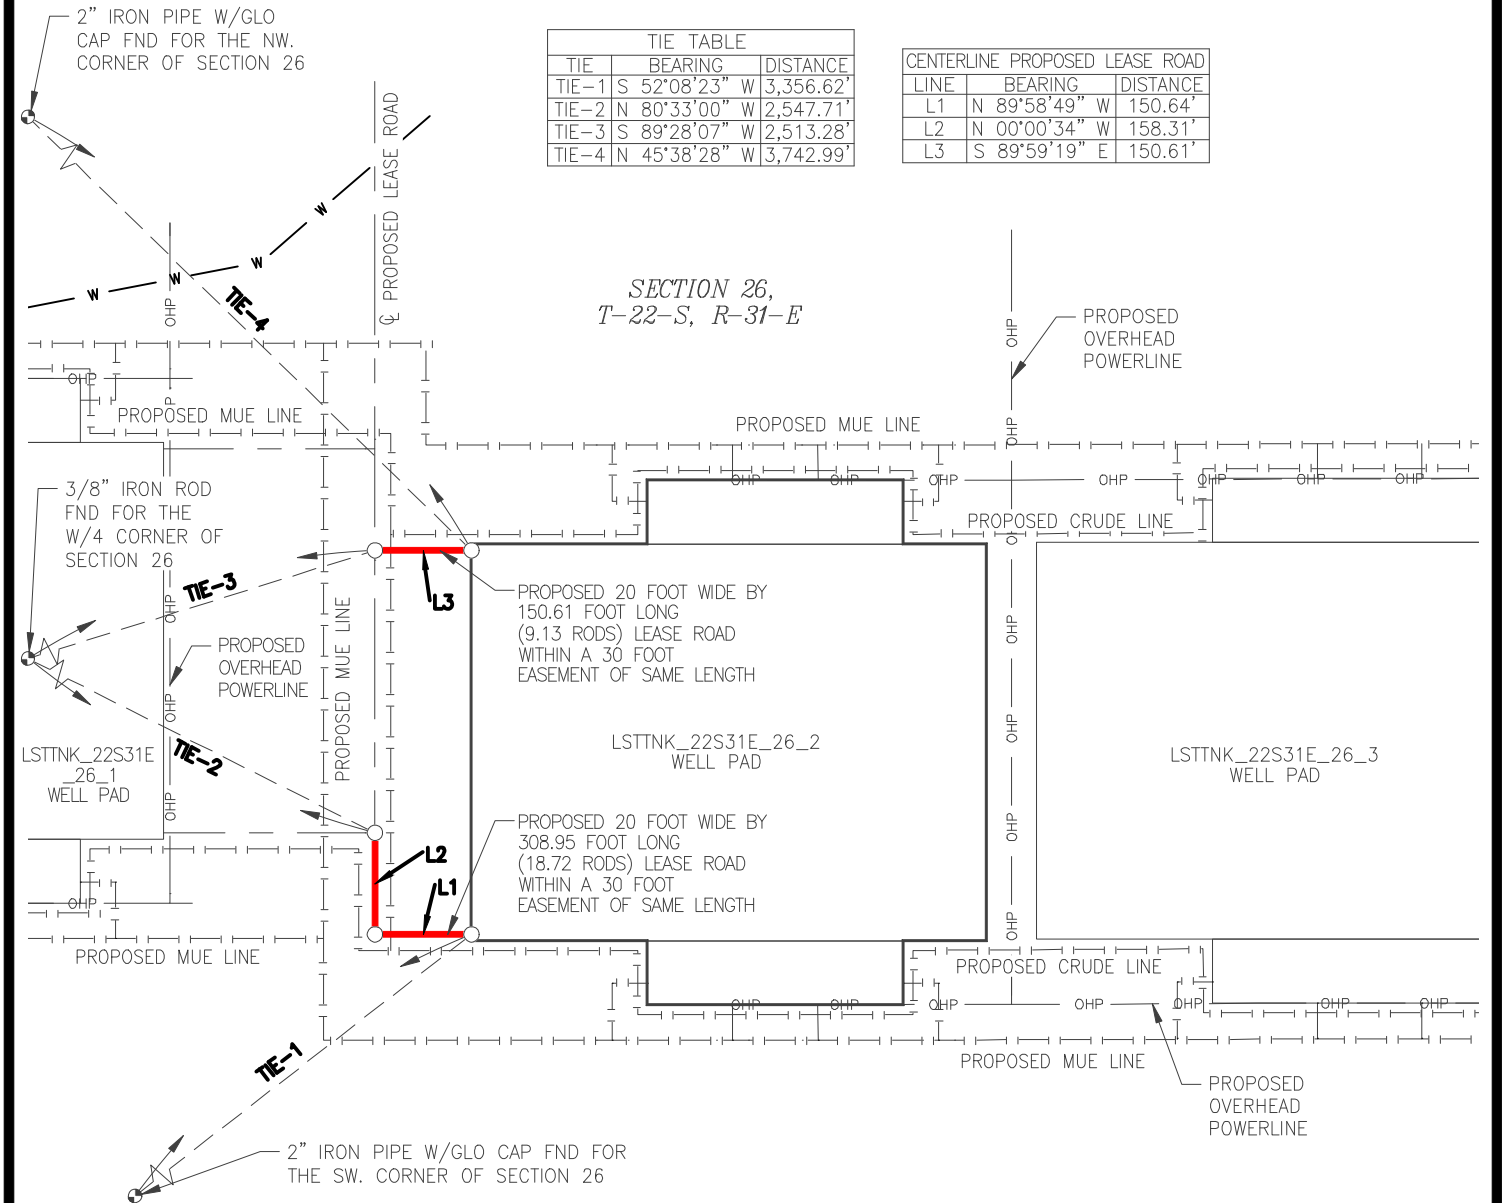 2" IRON PIPE W/GLO
CAP FND FOR THE NW.
CORNER OF SECTION 26
TIE TABLE
TIE BEARING DISTANCE
TIE-1 S 52°08'23" W 3,356.62'
TIE-2 N 80°33'00" W 2,547.71'
TIE-3 S 89°28'07" W 2,513.28'
TIE-4 N 45°38'28" W 3,742.99'
CENTERLINE PROPOSED LEASE ROAD
LINE BEARING DISTANCE
L1 N 89°58'49" W 150.64'
L2 N 00°00'34" W 158.31'
L3 S 89°59'19" E 150.61'
℄ PROPOSED LEASE ROAD
W
W
W
W
OHP
TIE-4
SECTION 26,
T-22-S, R-31-E
OHP
PROPOSED
OVERHEAD
POWERLINE
OHP
PROPOSED MUE LINE
PROPOSED MUE LINE
OHP
OHP
OHP
OHP
OHP
OHP
OHP
OHP
3/8" IRON ROD
FND FOR THE
W/4 CORNER OF
SECTION 26
PROPOSED CRUDE LINE
TIE-3
L3
OHP
PROPOSED 20 FOOT WIDE BY
150.61 FOOT LONG
(9.13 RODS) LEASE ROAD
WITHIN A 30 FOOT
EASEMENT OF SAME LENGTH
OHP
PROPOSED
OVERHEAD
POWERLINE
PROPOSED MUE LINE
OHP
OHP
LSTTNK_22S31E
_26_1
WELL PAD
TIE-2
LSTTNK_22S31E_26_2
WELL PAD
LSTTNK_22S31E_26_3
WELL PAD
OHP
OHP
PROPOSED 20 FOOT WIDE BY
308.95 FOOT LONG
(18.72 RODS) LEASE ROAD
WITHIN A 30 FOOT
EASEMENT OF SAME LENGTH
L2
L1
OHP
OHP
PROPOSED MUE LINE
PROPOSED CRUDE LINE
OHP
OHP
OHP
OHP
OHP
OHP
OHP
TIE-1
PROPOSED MUE LINE
PROPOSED
OVERHEAD
POWERLINE
2" IRON PIPE W/GLO CAP FND FOR
THE SW. CORNER OF SECTION 26